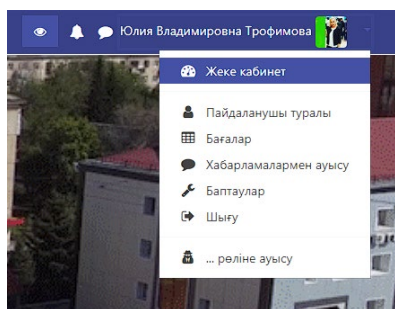 Юлия Владимировна Трофимова
Жеке кабинет
Пайдаланушы туралы
Бағалар
Хабарламалармен ауысу
Баптаулар
Шығу
... рөліне ауысу